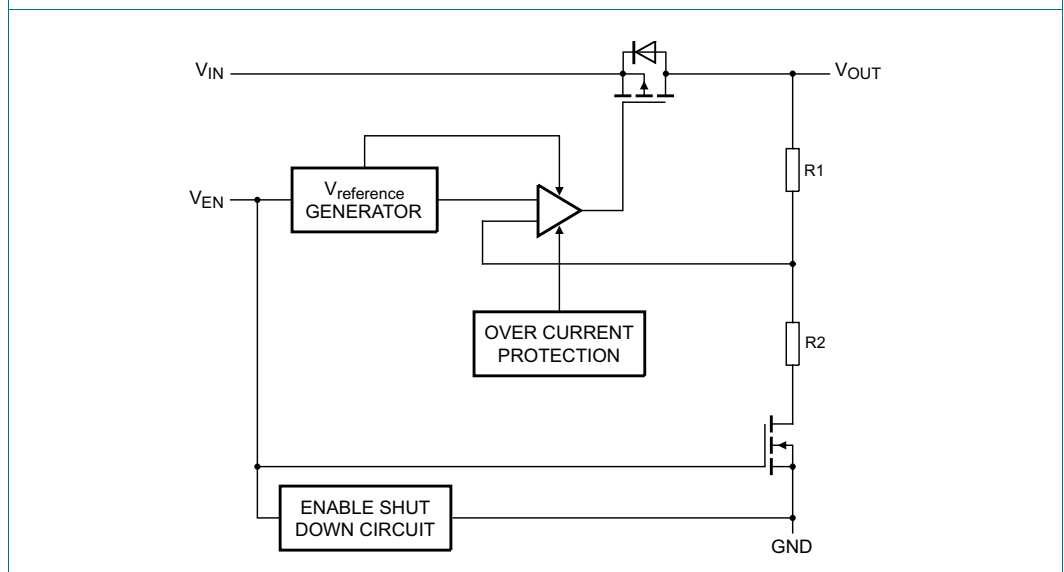 VIN
VOUT
R1
VEN
Vreference
GENERATOR
OVER CURRENT
PROTECTION
R2
ENABLE SHUT
DOWN CIRCUIT
GND